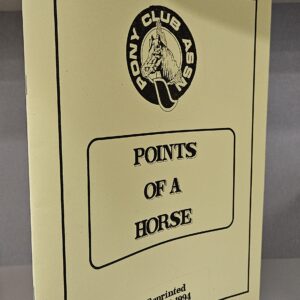 PONY CLUB ASSN
POINTS
OF A
HORSE
Reprinted
1994